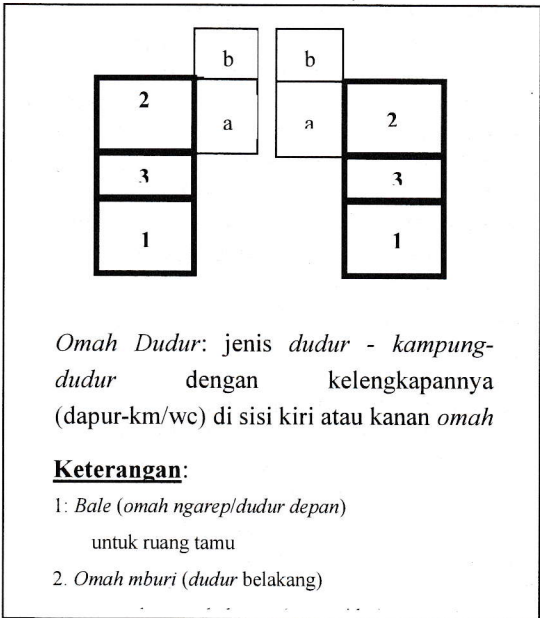 b b
2 a a 2
3 3
1 1
Omah Dudur: jenis dudur - kampung-
dudur dengan kelengkapannya
(dapur-km/wc) di sisi kiri atau kanan omah
Keterangan:
1: Bale (omah ngarep/dudur depan)
untuk ruang tamu
2. Omah mburi (dudur belakang)